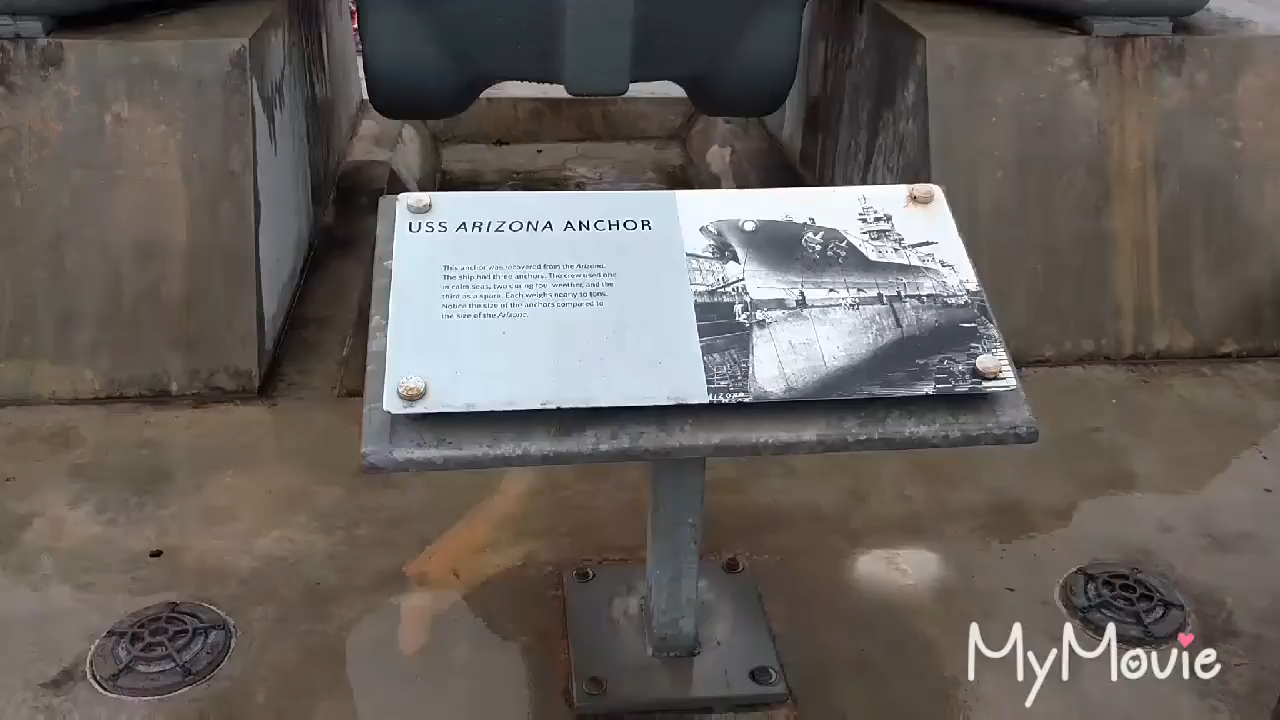 USS ARIZONA ANCHOR
This anchor was recovered from the Arizona.
The ship had three anchors. The crew used one
in calm seas, two during foul weather, and the
third as a spare. Each weighs nearly 10 tons.
Notice the size of the anchors compared to
the size of the Arizona.
MyMovie